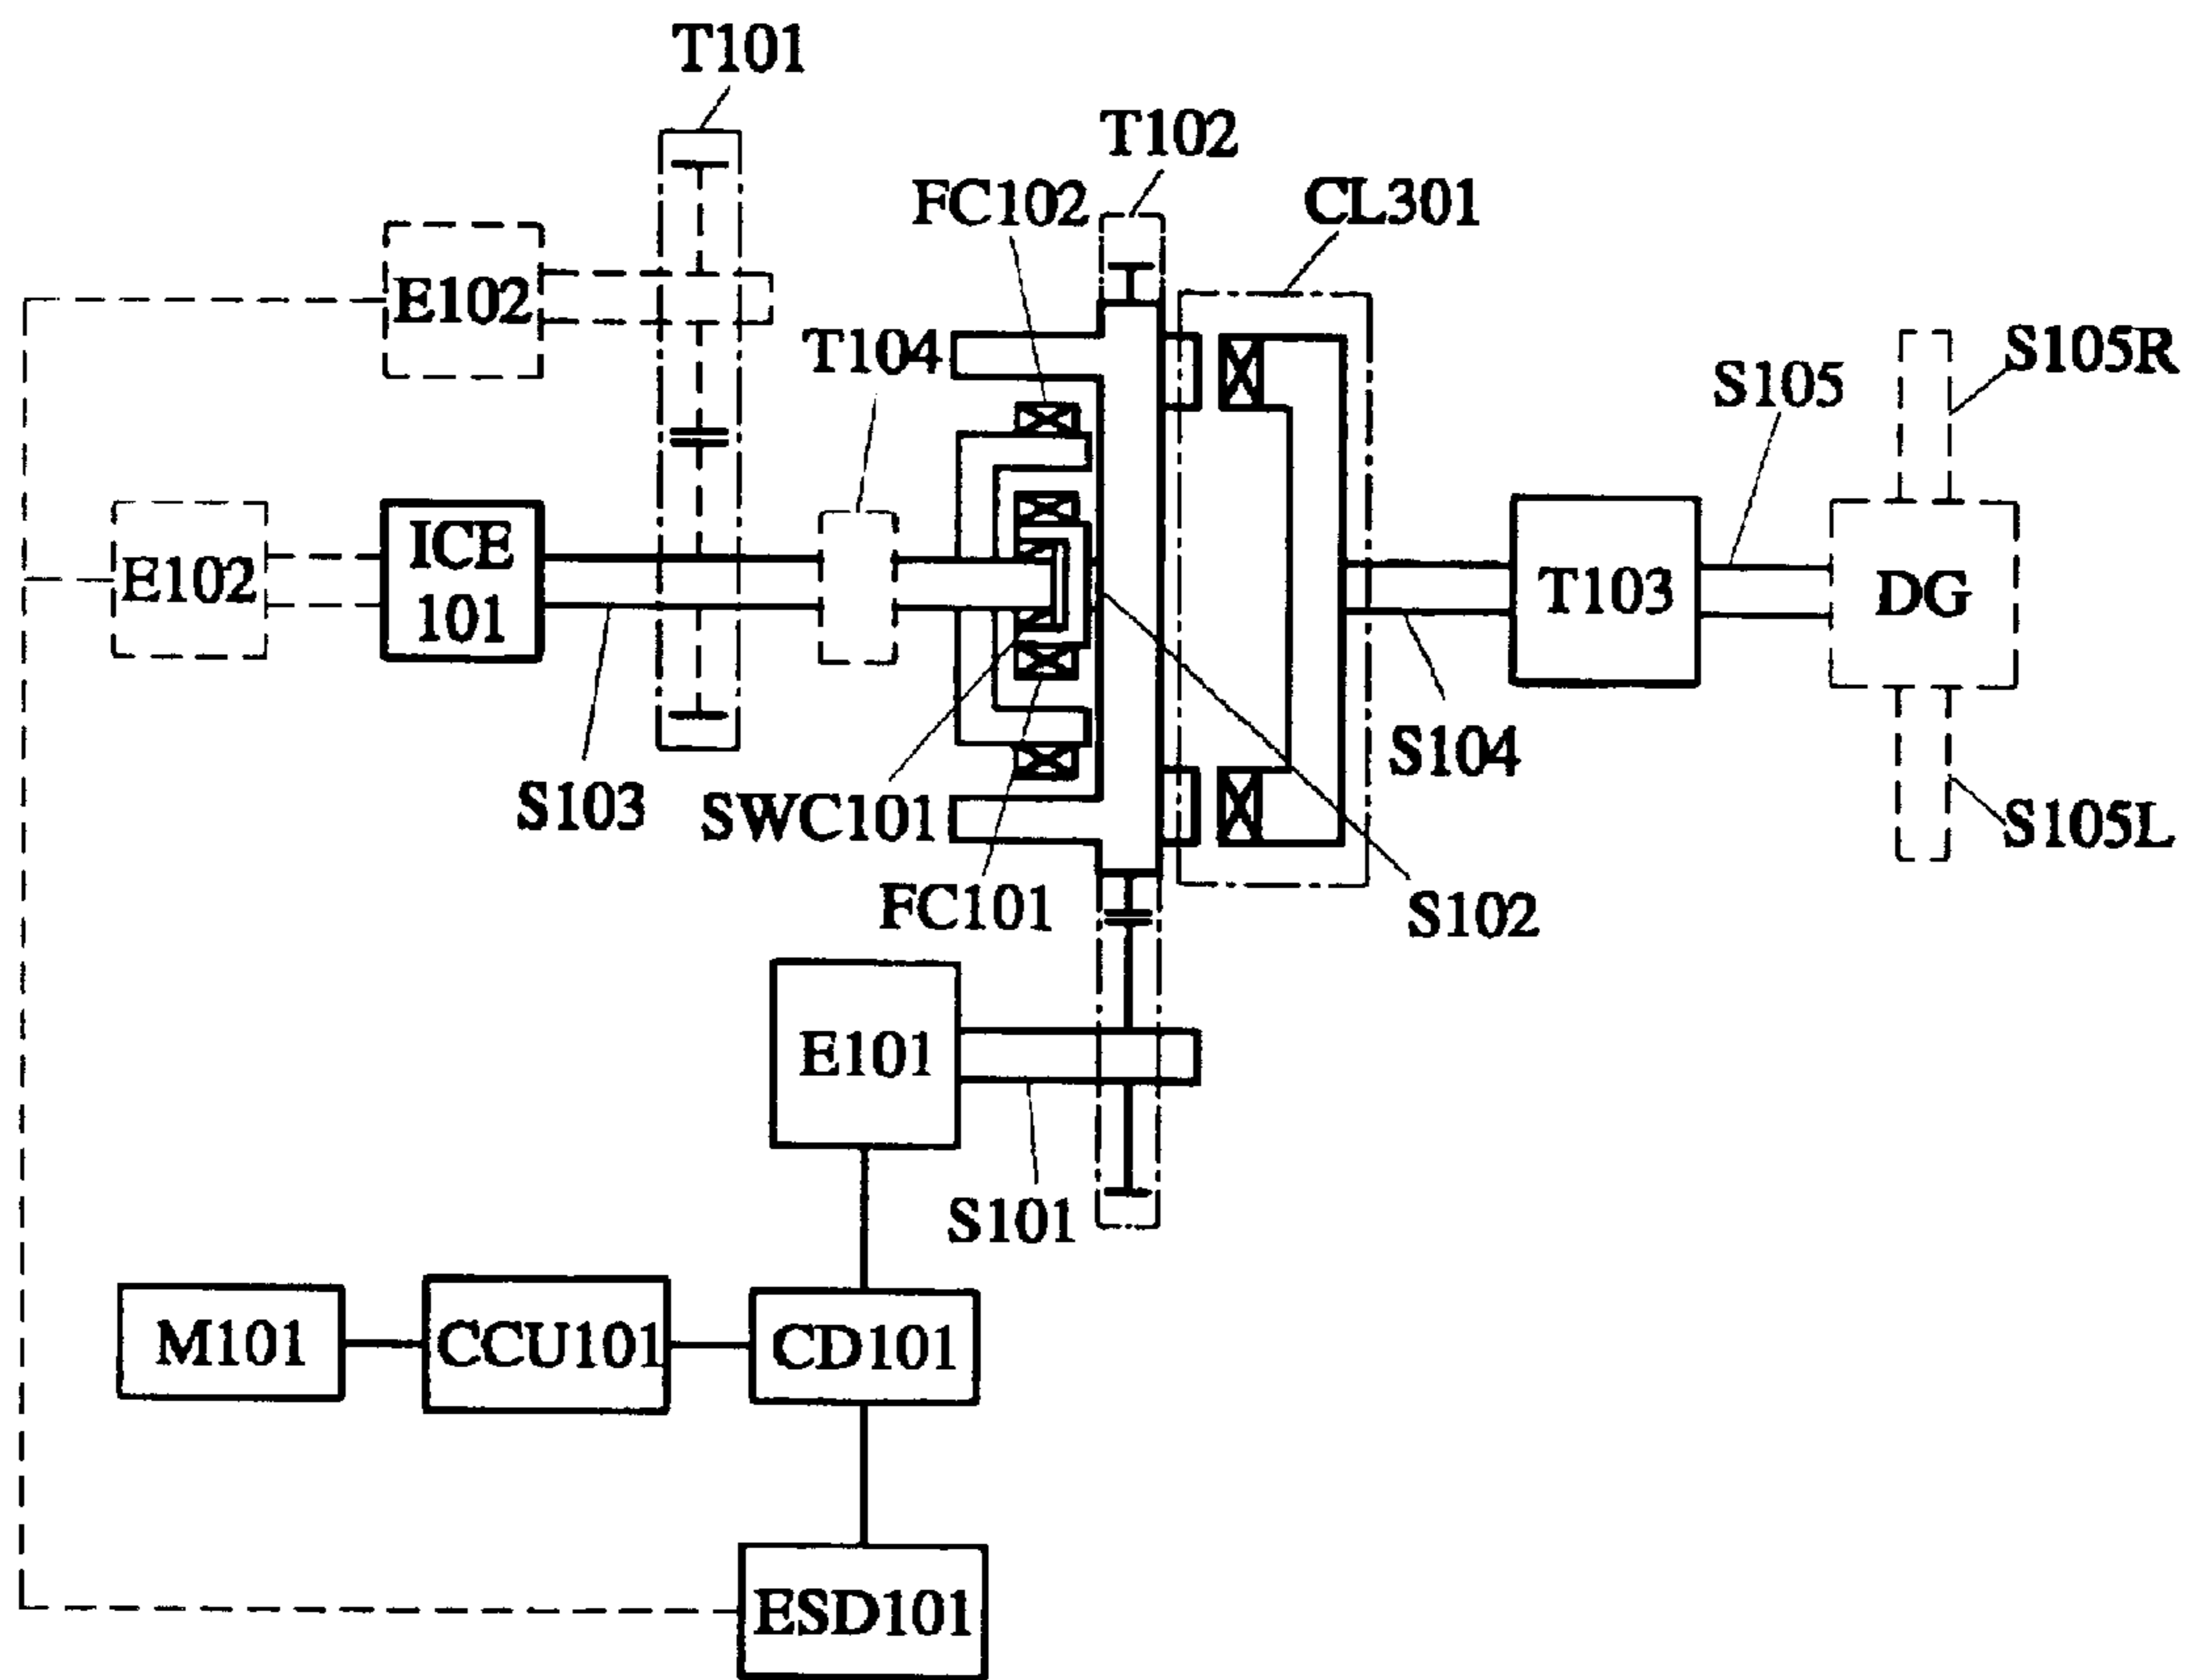 T101
T102
FC102
CL301
E102
T104
S105R
S105
E102
ICE
101
T103
DG
S104
S103
SWC101
S105L
FC101
S102
E101
S101
M101
CCU101
CD101
ESD101